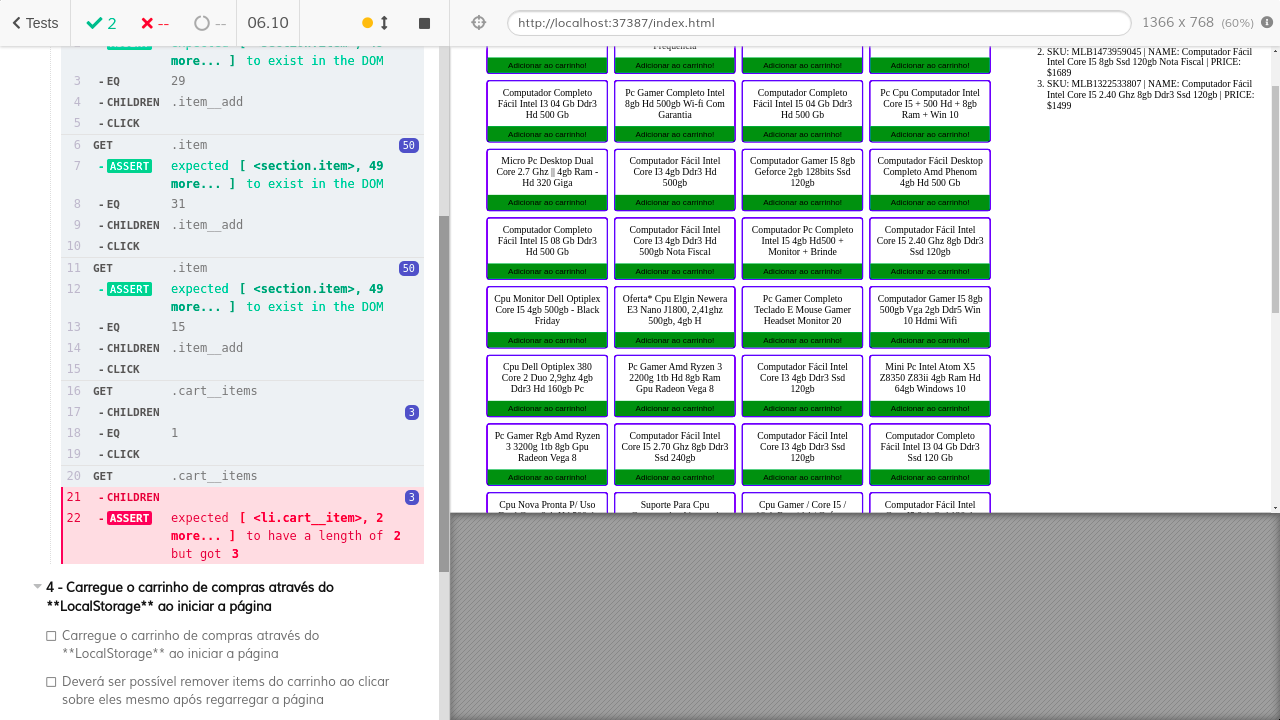 Tests
2
--
--
06.10
http://localhost:37387/index.html
1366 x 768 (60%)
more... ] to exist in the DOM
3 -EQ 29
4 -CHILDREN .item__add
5 -CLICK
6 GET .item 50
7 -ASSERT expected [ <section.item>, 49
more... ] to exist in the DOM
8 -EQ 31
9 -CHILDREN .item__add
10 -CLICK
11 GET .item 50
12 -ASSERT expected [ <section.item>, 49
more... ] to exist in the DOM
13 -EQ 15
14 -CHILDREN .item__add
15 -CLICK
16 GET .cart__items
17 -CHILDREN 3
18 -EQ 1
19 -CLICK
20 GET .cart__items
21 -CHILDREN 3
22 -ASSERT expected [ <li.cart__item>, 2
more... ] to have a length of 2
but got 3
4 - Carregue o carrinho de compras através do
**LocalStorage** ao iniciar a página
Carregue o carrinho de compras através do
**LocalStorage** ao iniciar a página
Deverá ser possível remover items do carrinho ao clicar
sobre eles mesmo após regarregar a página
Adicionar ao carrinho! Adicionar ao carrinho! Adicionar ao carrinho! Adicionar ao carrinho!
Computador Completo
Fácil Intel I3 04 Gb Ddr3
Hd 500 Gb
Adicionar ao carrinho!
Pc Gamer Completo Intel
8gb Hd 500gb Wi-fi Com
Garantia
Adicionar ao carrinho!
Computador Completo
Fácil Intel I5 04 Gb Ddr3
Hd 500 Gb
Adicionar ao carrinho!
Pc Cpu Computador Intel
Core I5 + 500 Hd + 8gb
Ram + Win 10
Adicionar ao carrinho!
Micro Pc Desktop Dual
Core 2.7 Ghz || 4gb Ram -
Hd 320 Giga
Adicionar ao carrinho!
Computador Fácil Intel
Core I3 4gb Ddr3 Hd
500gb
Adicionar ao carrinho!
Computador Gamer I5 8gb
Geforce 2gb 128bits Ssd
120gb
Adicionar ao carrinho!
Computador Fácil Desktop
Completo Amd Phenom
4gb Hd 500 Gb
Adicionar ao carrinho!
Computador Completo
Fácil Intel I5 08 Gb Ddr3
Hd 500 Gb
Adicionar ao carrinho!
Computador Fácil Intel
Core I3 4gb Ddr3 Hd
500gb Nota Fiscal
Adicionar ao carrinho!
Computador Pc Completo
Intel I5 4gb Hd500 +
Monitor + Brinde
Adicionar ao carrinho!
Computador Fácil Intel
Core I5 2.40 Ghz 8gb Ddr3
Ssd 120gb
Adicionar ao carrinho!
Cpu Monitor Dell Optiplex
Core I5 4gb 500gb - Black
Friday
Adicionar ao carrinho!
Oferta* Cpu Elgin Newera
E3 Nano J1800, 2,41ghz
500gb, 4gb H
Adicionar ao carrinho!
Pc Gamer Completo
Teclado E Mouse Gamer
Headset Monitor 20
Adicionar ao carrinho!
Computador Gamer I5 8gb
500gb Vga 2gb Ddr5 Win
10 Hdmi Wifi
Adicionar ao carrinho!
Cpu Dell Optiplex 380
Core 2 Duo 2,9ghz 4gb
Ddr3 Hd 160gb Pc
Adicionar ao carrinho!
Pc Gamer Amd Ryzen 3
2200g 1tb Hd 8gb Ram
Gpu Radeon Vega 8
Adicionar ao carrinho!
Computador Fácil Intel
Core I3 4gb Ddr3 Ssd
120gb
Adicionar ao carrinho!
Mini Pc Intel Atom X5
Z8350 Z83ii 4gb Ram Hd
64gb Windows 10
Adicionar ao carrinho!
Pc Gamer Rgb Amd Ryzen
3 3200g 1tb 8gb Gpu
Radeon Vega 8
Adicionar ao carrinho!
Computador Fácil Intel
Core I5 2.70 Ghz 8gb Ddr3
Ssd 240gb
Adicionar ao carrinho!
Computador Fácil Intel
Core I3 4gb Ddr3 Ssd
120gb
Adicionar ao carrinho!
Computador Completo
Fácil Intel I3 04 Gb Ddr3
Ssd 120 Gb
Adicionar ao carrinho!
Cpu Nova Pronta P/ Uso
Suporte Para Cpu
Cpu Gamer / Core I5 /
Computador Fácil Intel
2. SKU: MLB1473959045 | NAME: Computador Fácil
Intel Core I5 8gb Ssd 120gb Nota Fiscal | PRICE:
$1689
3. SKU: MLB1322533807 | NAME: Computador Fácil
Intel Core I5 2.40 Ghz 8gb Ddr3 Ssd 120gb | PRICE:
$1499